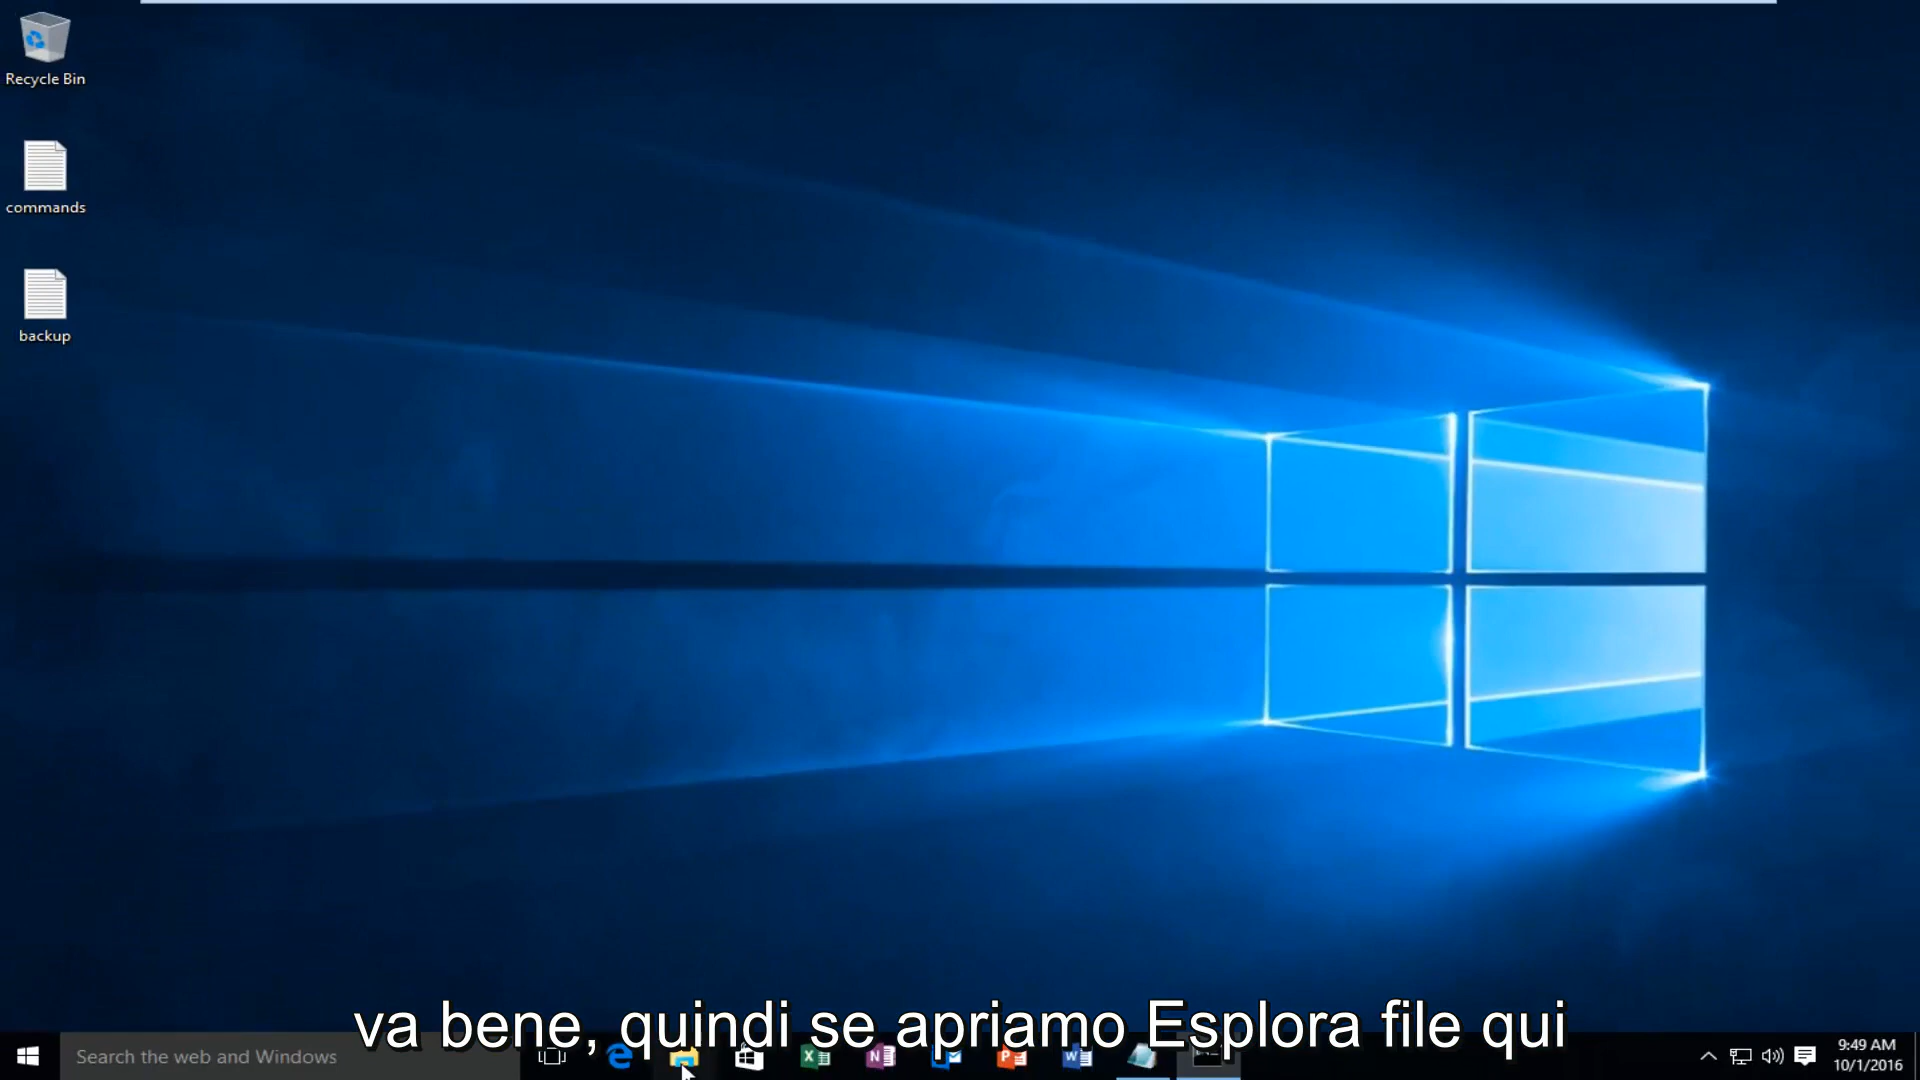 Recycle Bin
commands
backup
va bene, quindi se apriamo Esplora file qui
Search the web and Windows
9:49 AM
10/1/2016